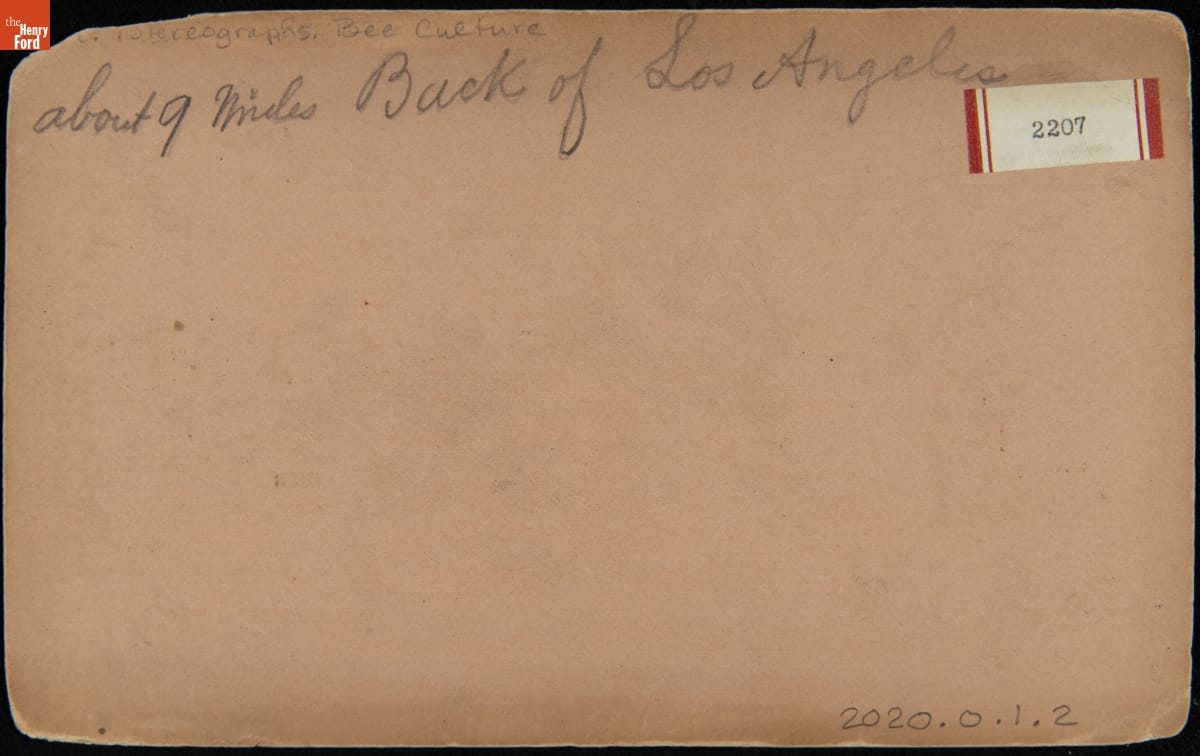 the
Henry
Ford
Stereographs, Bee Culture
about 9 Miles Back of Los Angeles
2207
2020.0.1.2